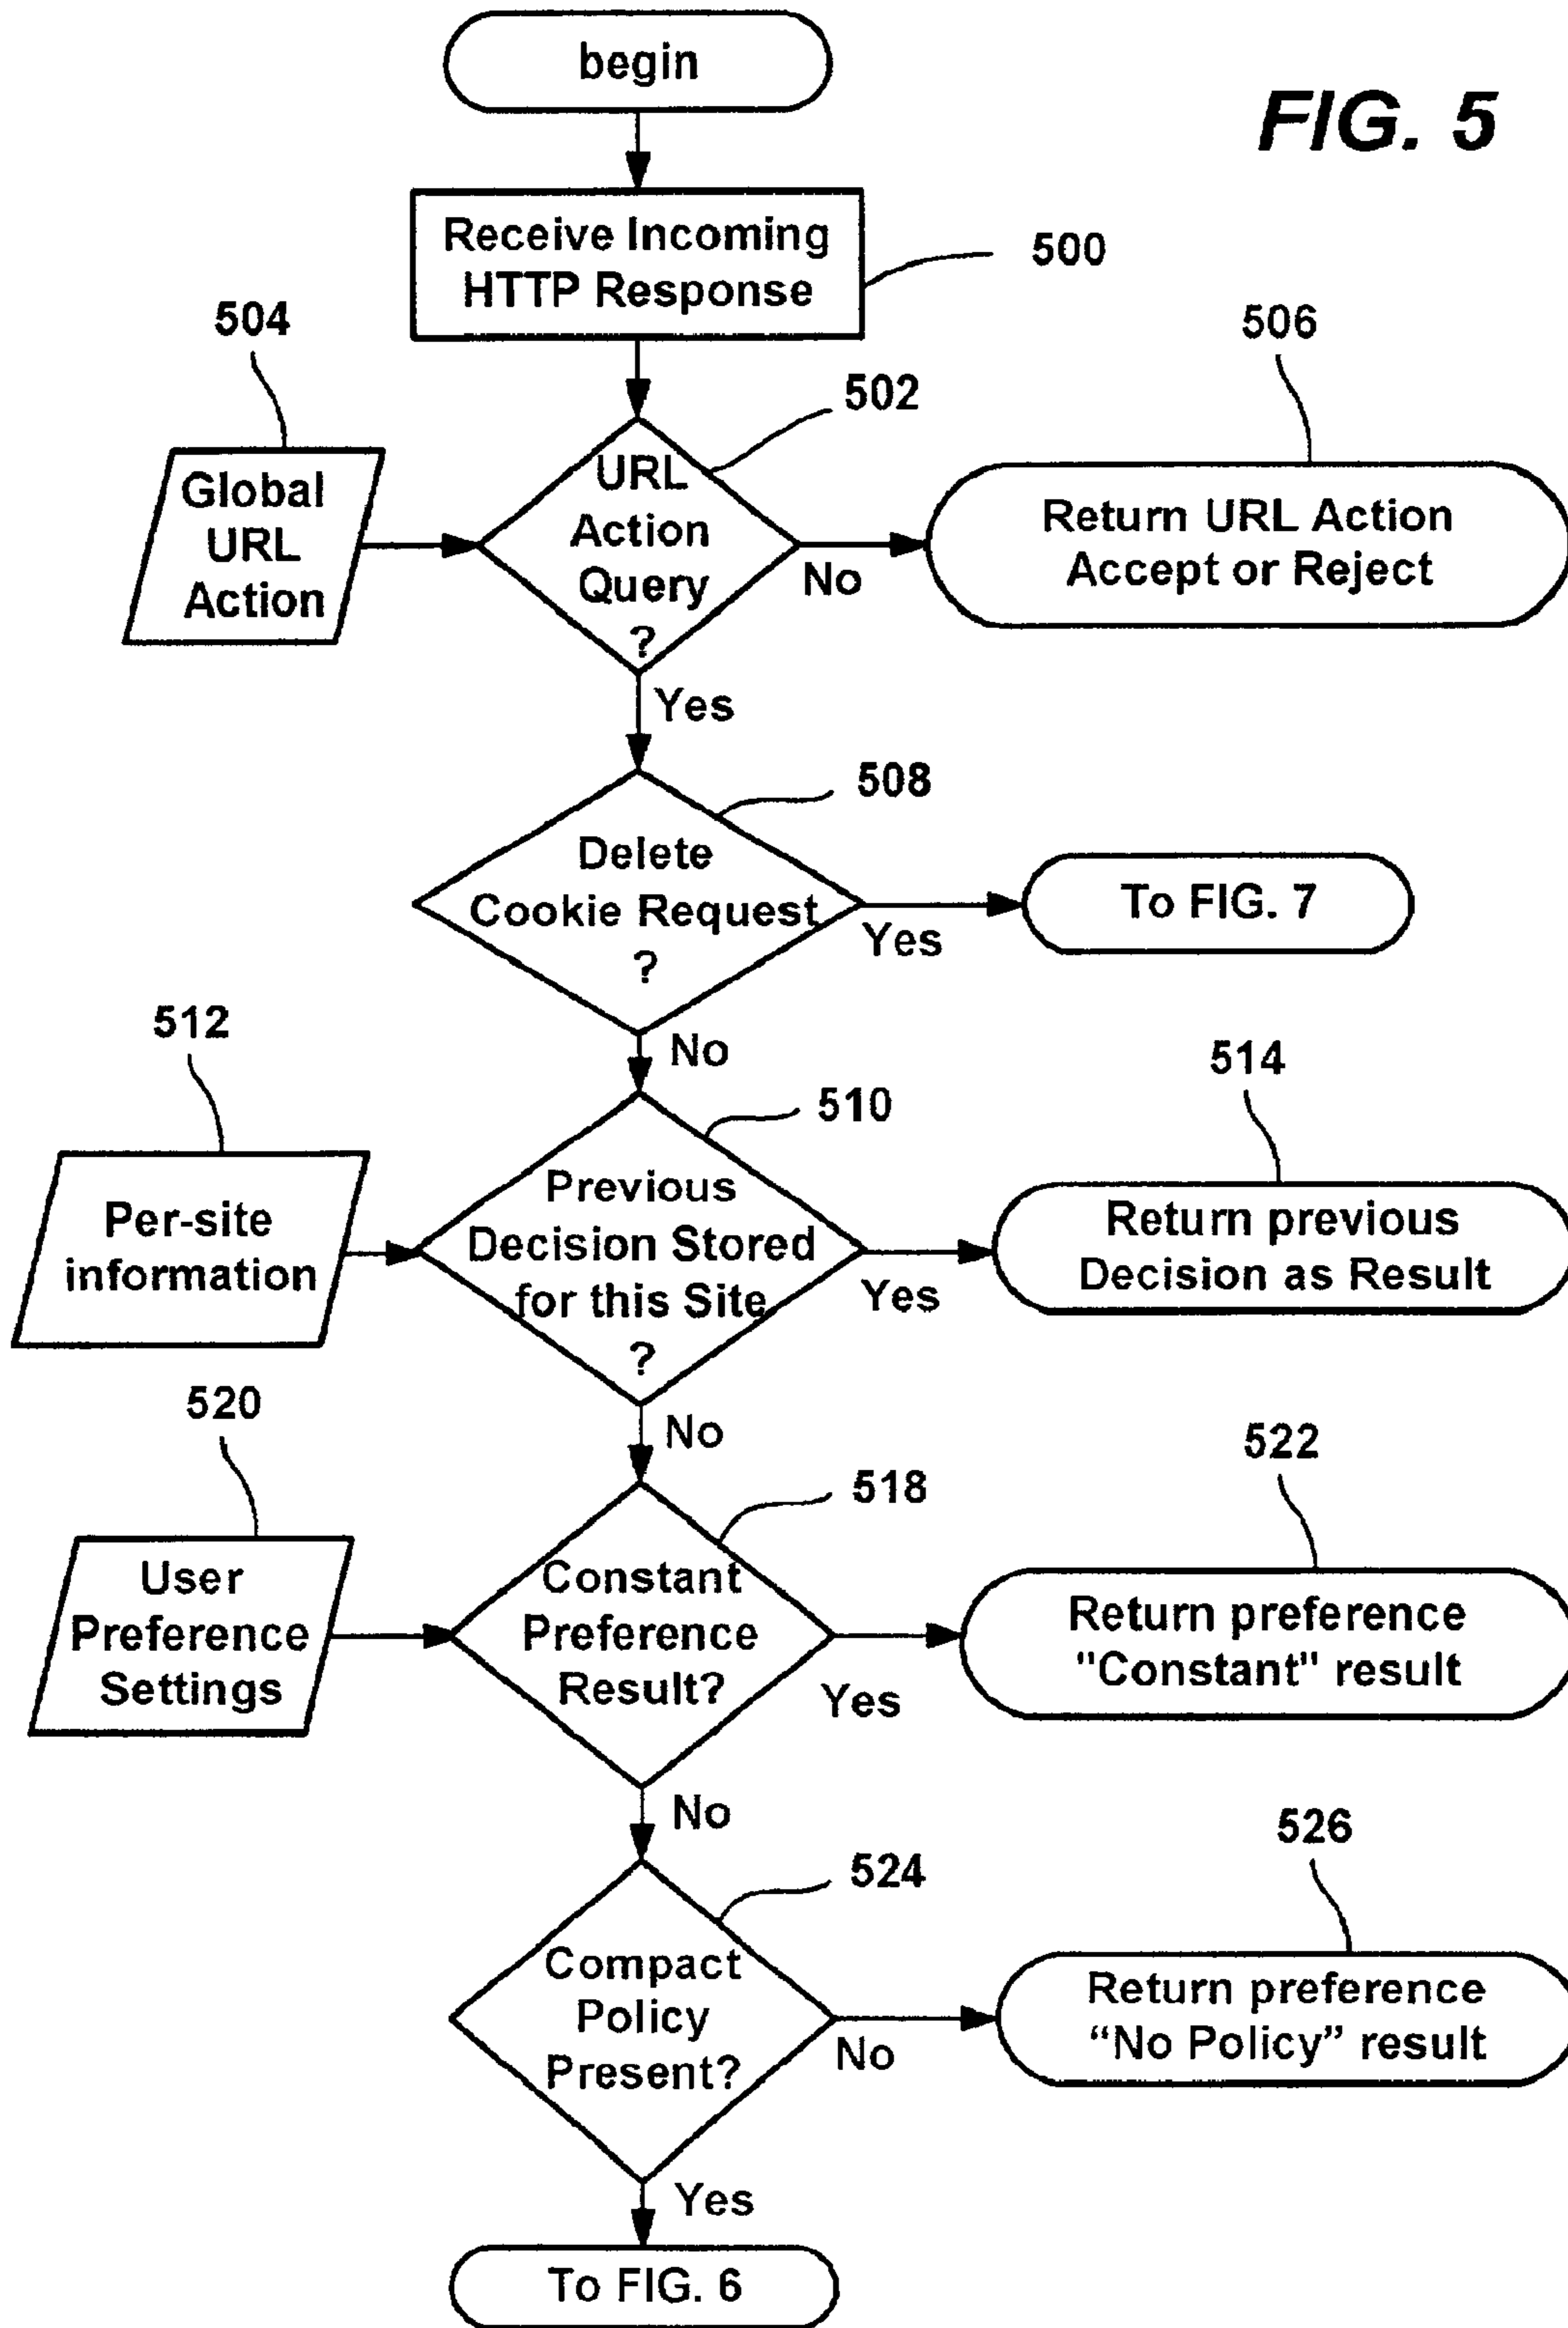 begin
FIG. 5
Receive Incoming
HTTP Response
500
504
506
502
Global
URL
Action
URL
Action
Query
?
No
Return URL Action
Accept or Reject
Yes
508
Delete
Cookie Request
?
Yes
To FIG. 7
No
512
514
510
Per-site
information
Previous
Decision Stored
for this Site
?
Yes
Return previous
Decision as Result
No
520
522
518
User
Preference
Settings
Constant
Preference
Result?
Yes
Return preference
"Constant" result
No
526
524
Compact
Policy
Present?
No
Return preference
“No Policy” result
Yes
To FIG. 6